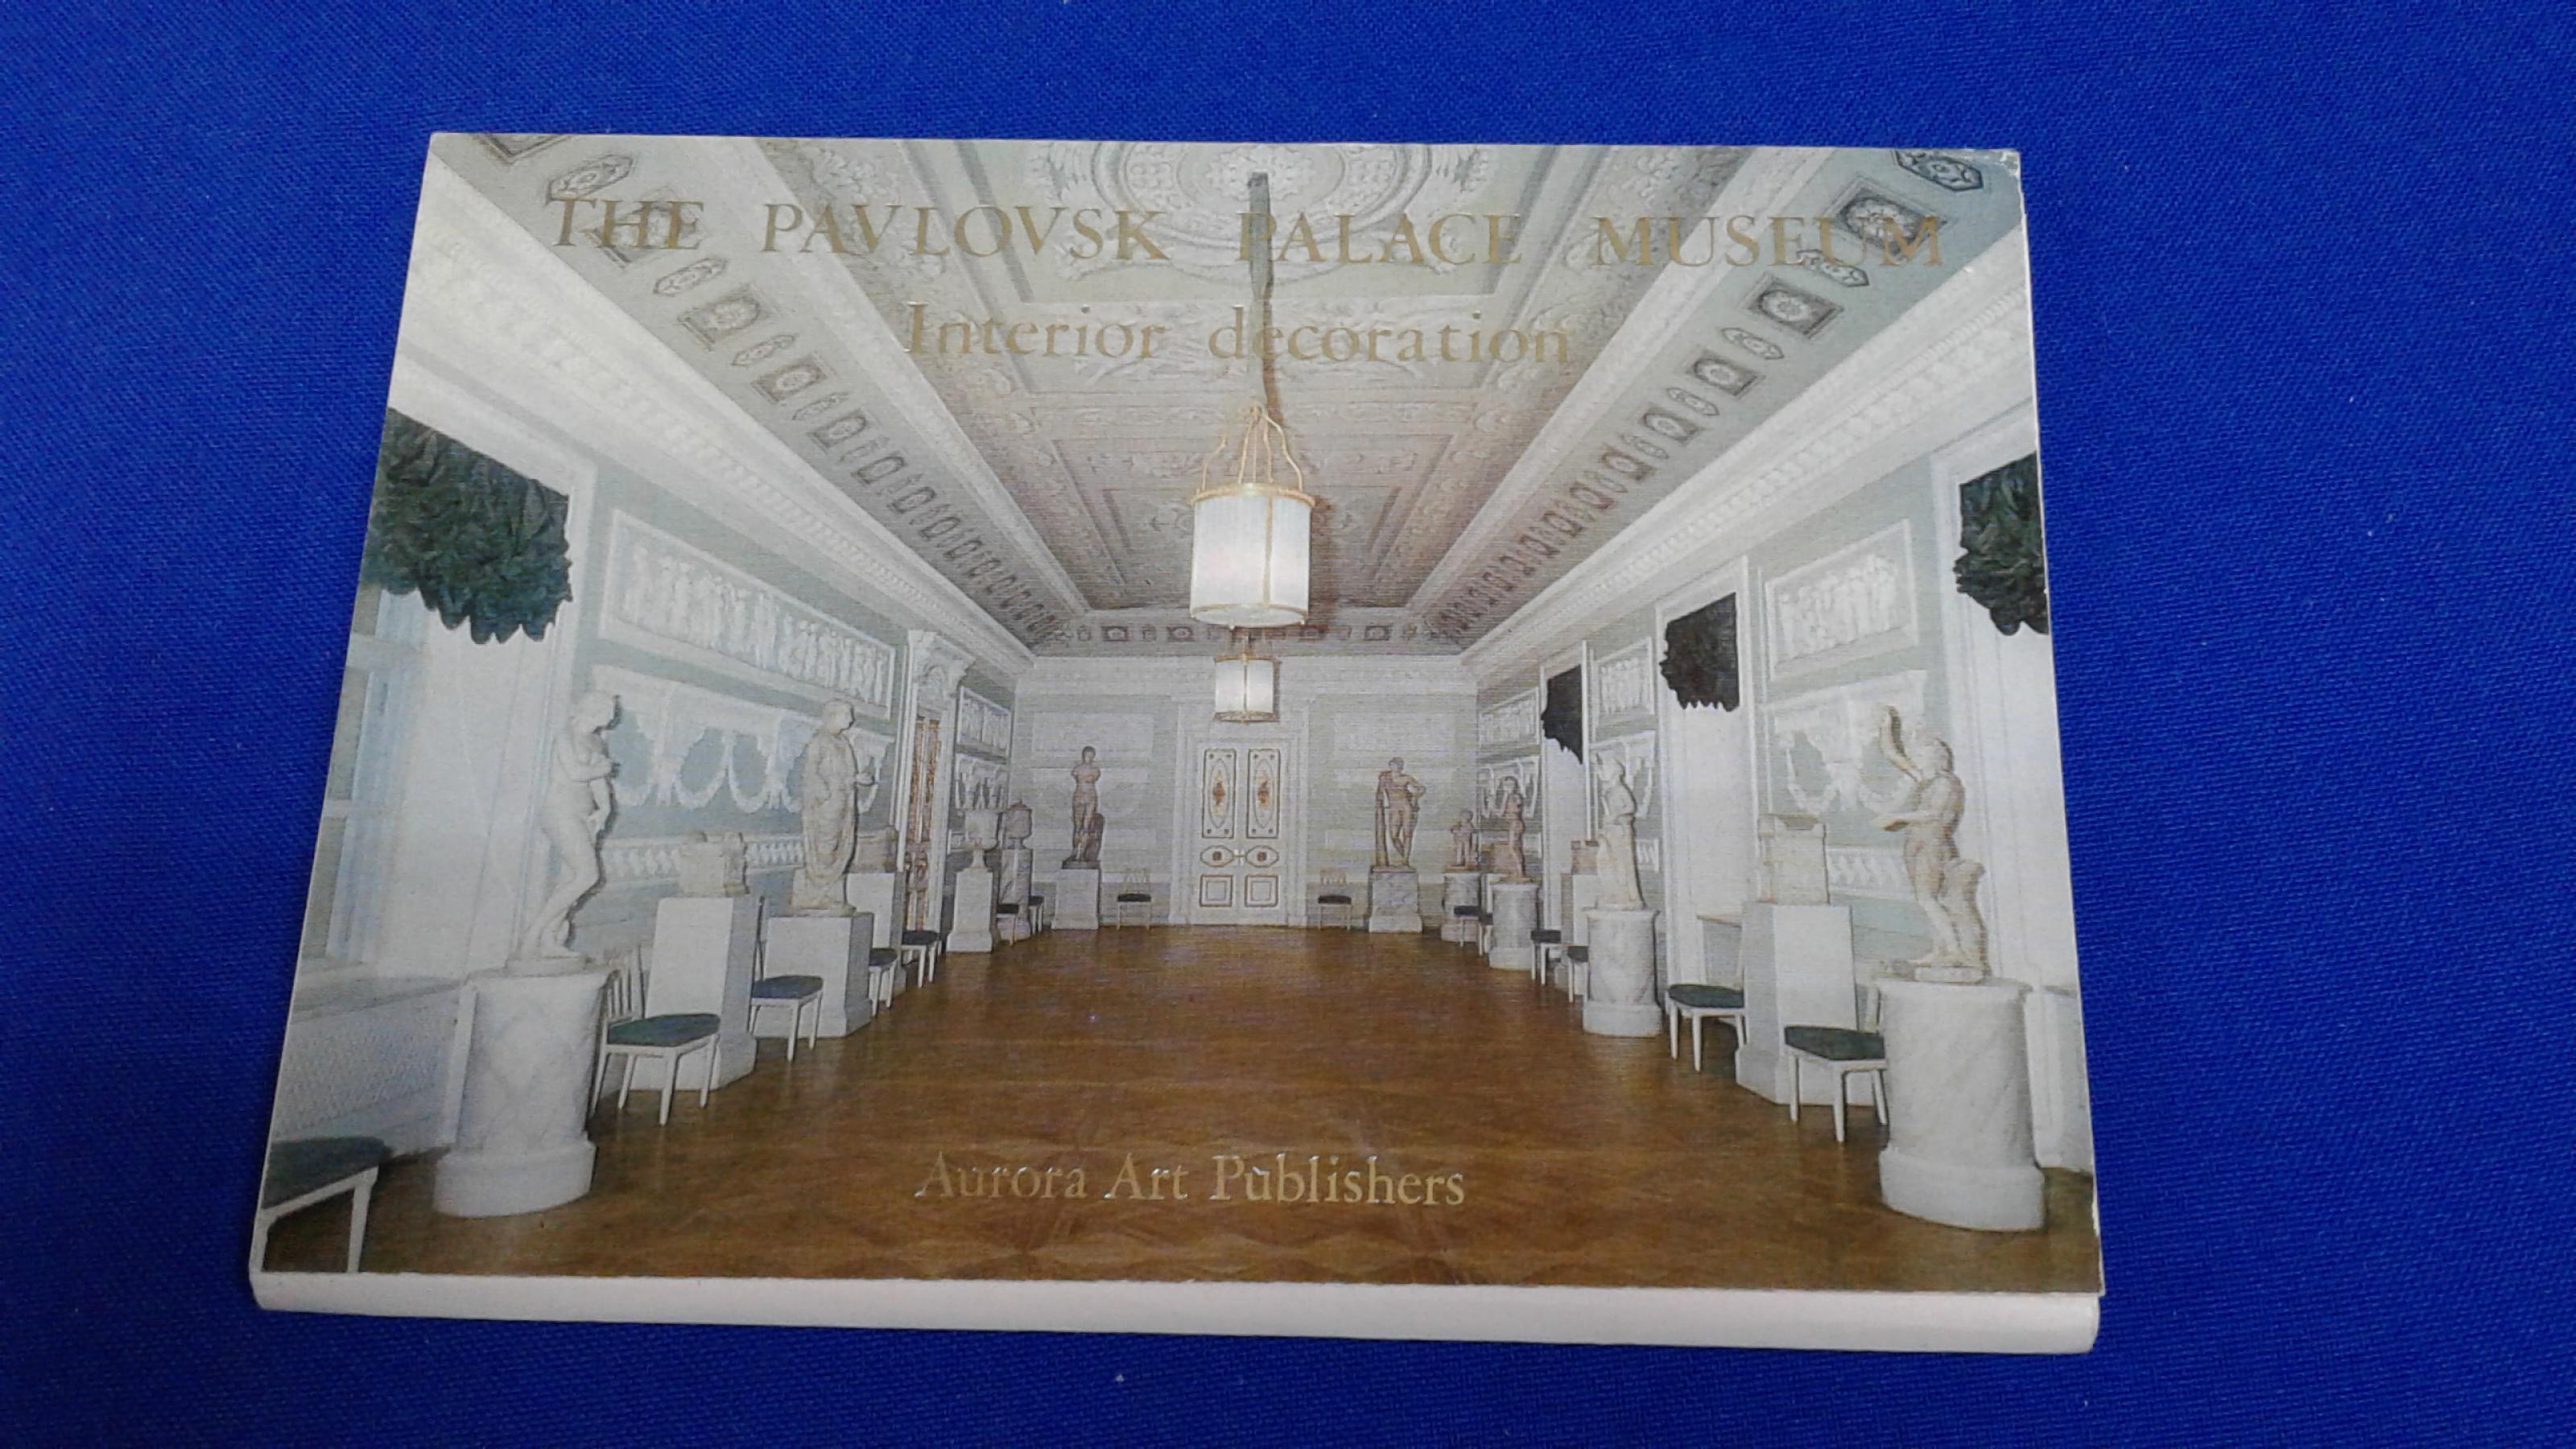 THE PAVLOVSK PALACE MUSEUM
Interior decoration
Aurora Art Publishers